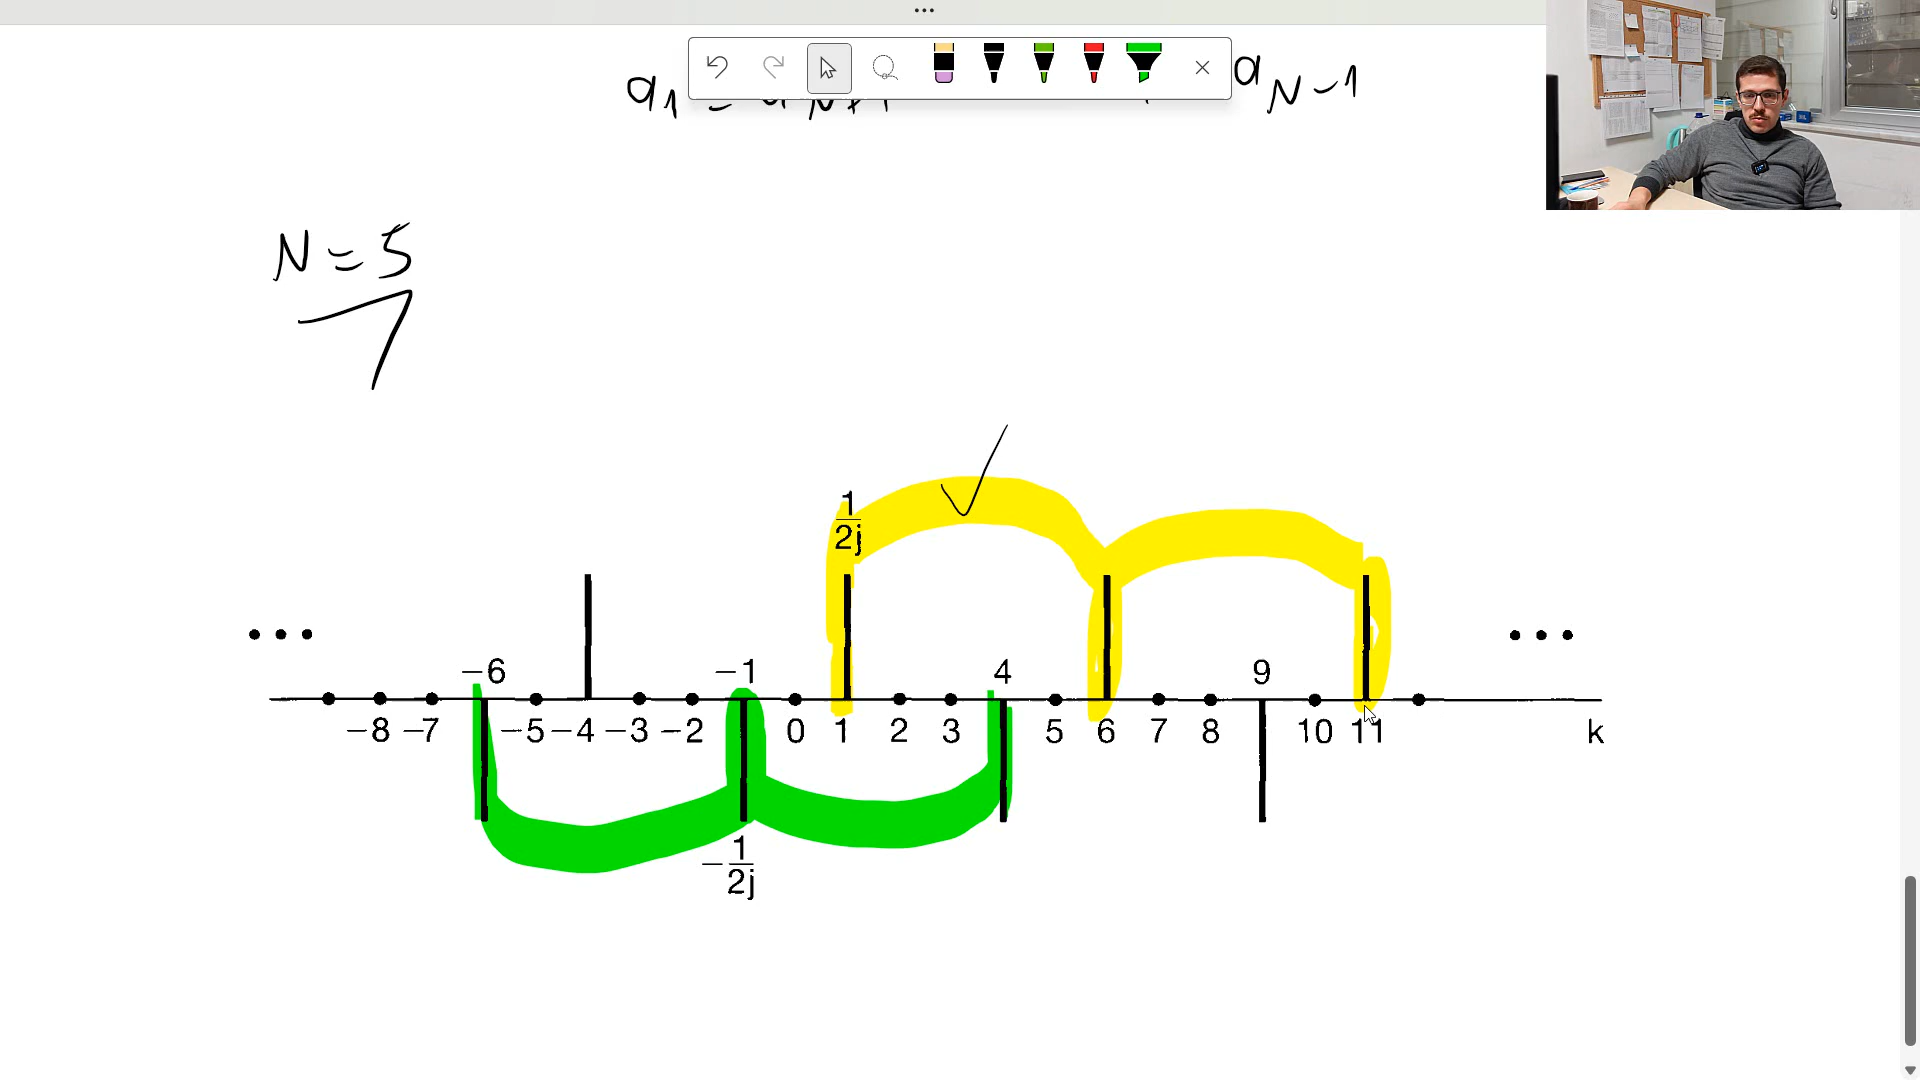 a₁ =
a_{N-1}
N=5
1/2j
-6 -1 4 9
-8 -7 -5 -4 -3 -2 0 1 2 3 5 6 7 8 10 11 k
-1/2j